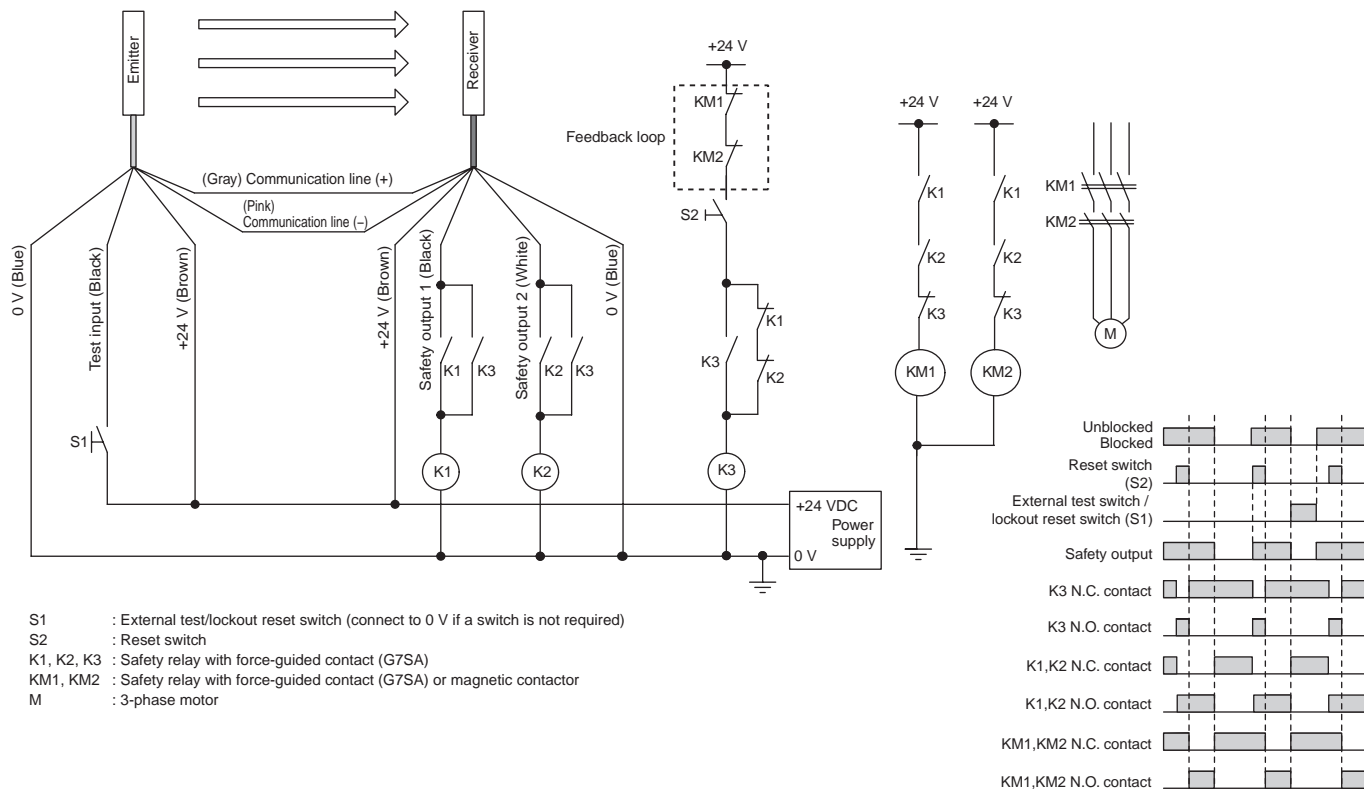 Emitter
Receiver
+24 V
KM1
Feedback loop
KM2
+24 V
+24 V
(Gray) Communication line (+)
(Pink)
Communication line (–)
S2
K1
K1
KM1
KM2
K2
K2
K3
K3
M
KM1
KM2
0 V (Blue)
Test input (Black)
+24 V (Brown)
+24 V (Brown)
Safety output 1 (Black)
Safety output 2 (White)
0 V (Blue)
K1
K3
K2
K3
K3
K1
K2
S1
K1
K2
K3
+24 VDC
Power
supply
0 V
S1 : External test/lockout reset switch (connect to 0 V if a switch is not required)
S2 : Reset switch
K1, K2, K3 : Safety relay with force-guided contact (G7SA)
KM1, KM2 : Safety relay with force-guided contact (G7SA) or magnetic contactor
M : 3-phase motor
Unblocked
Blocked
Reset switch
(S2)
External test switch /
lockout reset switch (S1)
Safety output
K3 N.C. contact
K3 N.O. contact
K1,K2 N.C. contact
K1,K2 N.O. contact
KM1,KM2 N.C. contact
KM1,KM2 N.O. contact